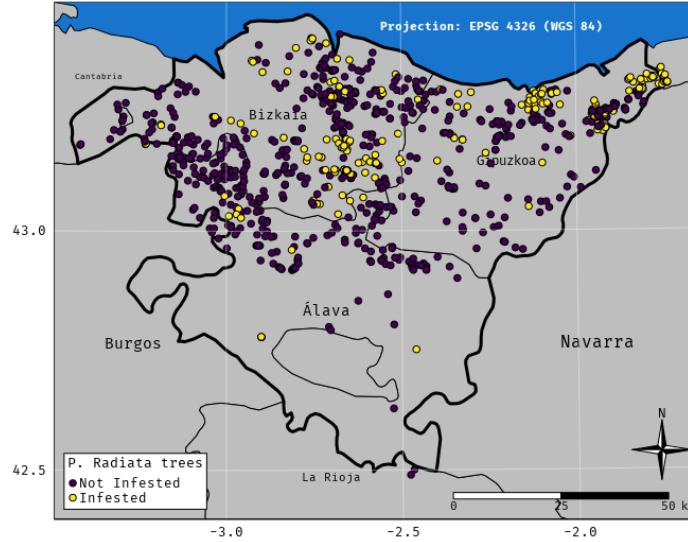 Projection: EPSG 4326 (WGS 84)
Cantabria
Bizkaia
Gipuzkoa
43.0
Álava
Burgos
Navarra
P. Radiata trees
Not Infested
Infested
N
42.5
La Rioja
0
25
50 k
-3.0
-2.5
-2.0